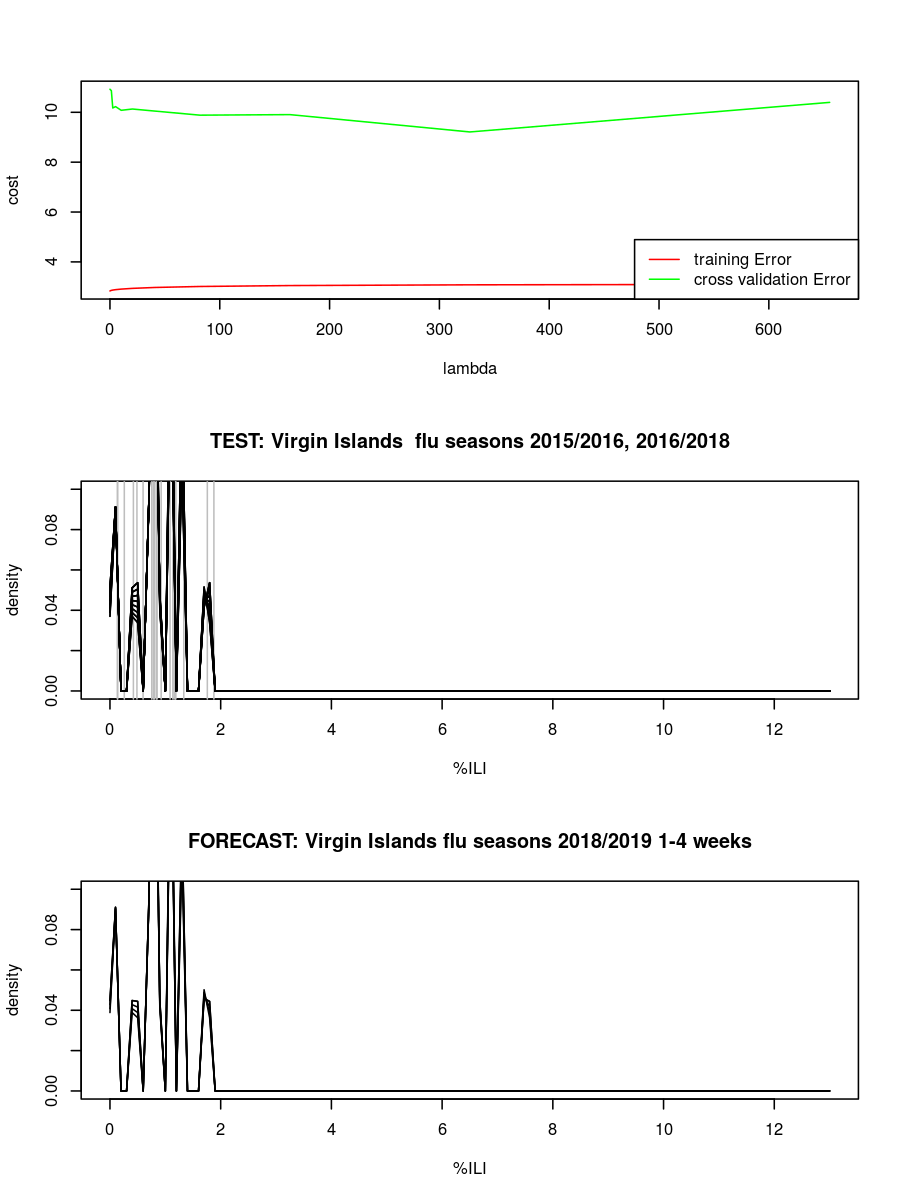 10
8
6
4
cost
training Error
cross validation Error
0 100 200 300 400 500 600
lambda
TEST: Virgin Islands  flu seasons 2015/2016, 2016/2018
0.08
0.04
0.00
density
0 2 4 6 8 10 12
%ILI
FORECAST: Virgin Islands flu seasons 2018/2019 1-4 weeks
0.08
0.04
0.00
density
0 2 4 6 8 10 12
%ILI